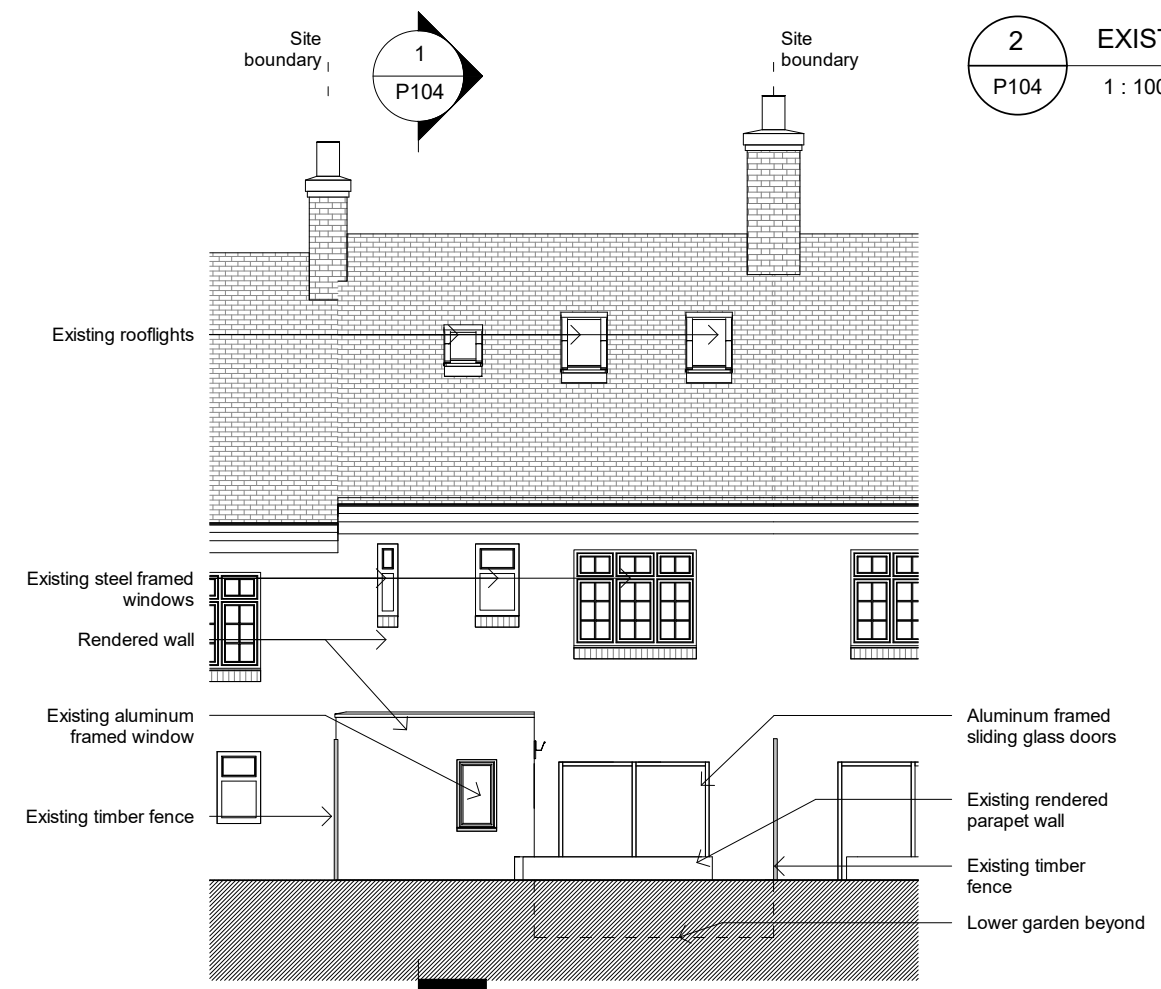 Site
boundary
1
P104
Site
boundary
2
P104
EXIST
1 : 100
Existing rooflights
Existing steel framed
windows
Rendered wall
Existing aluminum
framed window
Existing timber fence
Aluminum framed
sliding glass doors
Existing rendered
parapet wall
Existing timber
fence
Lower garden beyond